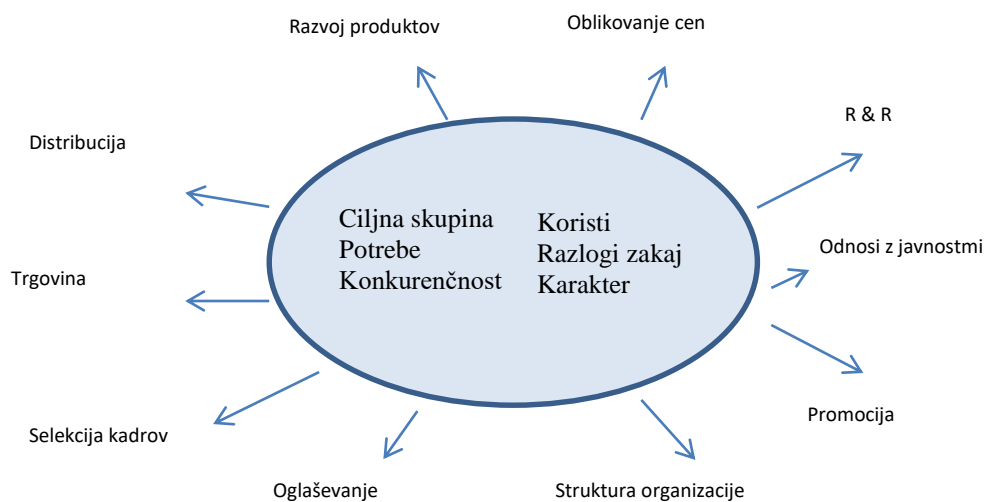 Razvoj produktov
Oblikovanje cen
R & R
Distribucija
Ciljna skupina
Potrebe
Konkurenčnost
Koristi
Razlogi zakaj
Karakter
Odnosi z javnostmi
Trgovina
Promocija
Selekcija kadrov
Oglaševanje
Struktura organizacije